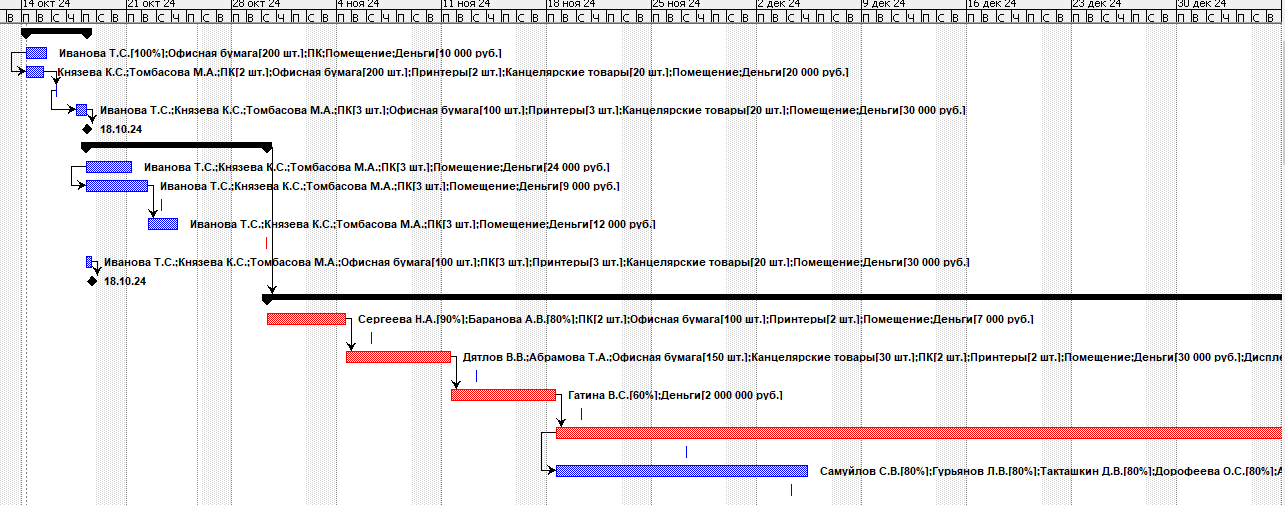 14 окт 24 21 окт 24 28 окт 24 4 ноя 24 11 ноя 24 18 ноя 24 25 ноя 24 2 дек 24 9 дек 24 16 дек 24 23 дек 24 30 дек 24
В П В С Ч П С В П В С Ч П С В П В С Ч П С В П В С Ч П С В П В С Ч П С В П В С Ч П С В П В С Ч П С В П В С Ч П С В П В С Ч П С В П В С Ч П С В П В С Ч П С В П В С Ч П С В
Иванова Т.С.[100%];Офисная бумага[200 шт.];ПК;Помещение;Деньги[10 000 руб.]
Князева К.С.;Томбасова М.А.;ПК[2 шт.];Офисная бумага[200 шт.];Принтеры[2 шт.];Канцелярские товары[20 шт.];Помещение;Деньги[20 000 руб.]
Иванова Т.С.;Князева К.С.;Томбасова М.А.;ПК[3 шт.];Офисная бумага[100 шт.];Принтеры[3 шт.];Канцелярские товары[20 шт.];Помещение;Деньги[30 000 руб.]
18.10.24
Иванова Т.С.;Князева К.С.;Томбасова М.А.;ПК[3 шт.];Помещение;Деньги[24 000 руб.]
Иванова Т.С.;Князева К.С.;Томбасова М.А.;ПК[3 шт.];Помещение;Деньги[9 000 руб.]
Иванова Т.С.;Князева К.С.;Томбасова М.А.;ПК[3 шт.];Помещение;Деньги[12 000 руб.]
Иванова Т.С.;Князева К.С.;Томбасова М.А.;Офисная бумага[100 шт.];ПК[3 шт.];Принтеры[3 шт.];Канцелярские товары[20 шт.];Помещение;Деньги[30 000 руб.]
18.10.24
Сергеева Н.А.[90%];Баранова А.В.[80%];ПК[2 шт.];Офисная бумага[100 шт.];Принтеры[2 шт.];Помещение;Деньги[7 000 руб.]
Дятлов В.В.;Абрамова Т.А.;Офисная бумага[150 шт.];Канцелярские товары[30 шт.];ПК[2 шт.];Принтеры[2 шт.];Помещение;Деньги[30 000 руб.];Диспле
Гатина В.С.[60%];Деньги[2 000 000 руб.]
Самуйлов С.В.[80%];Гурьянов Л.В.[80%];Такташкин Д.В.[80%];Дорофеева О.С.[80%];А